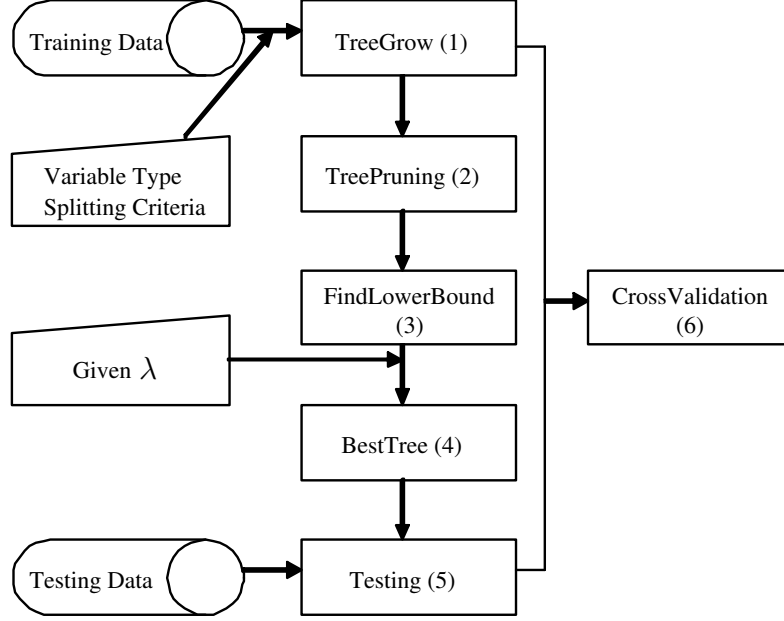 Training Data
TreeGrow (1)
Variable Type
Splitting Criteria
TreePruning (2)
FindLowerBound
(3)
CrossValidation
(6)
Given λ
BestTree (4)
Testing Data
Testing (5)